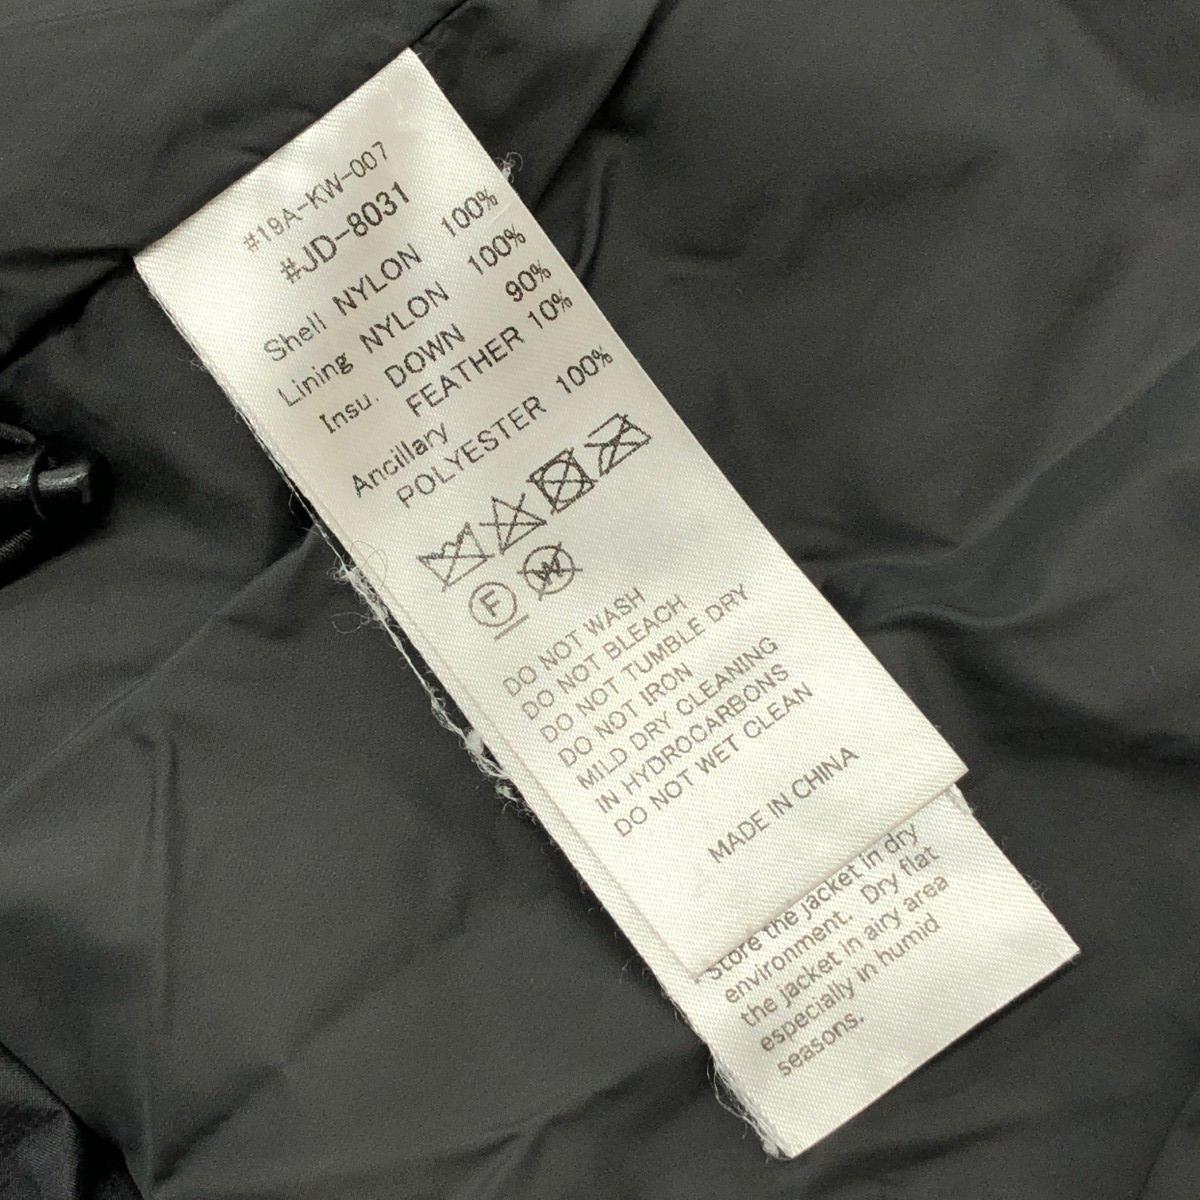 #19A-KW-007
#JD-8031
Shell NYLON 100%
Lining NYLON 100%
Insu. DOWN 90%
FEATHER 10%
Ancillary
POLYESTER 100%
F W
DO NOT WASH
DO NOT BLEACH
DO NOT TUMBLE DRY
DO NOT IRON
MILD DRY CLEANING
IN HYDROCARBONS
DO NOT WET CLEAN
MADE IN CHINA
Store the jacket in dry
environment. Dry flat
the jacket in airy area
especially in humid
seasons.